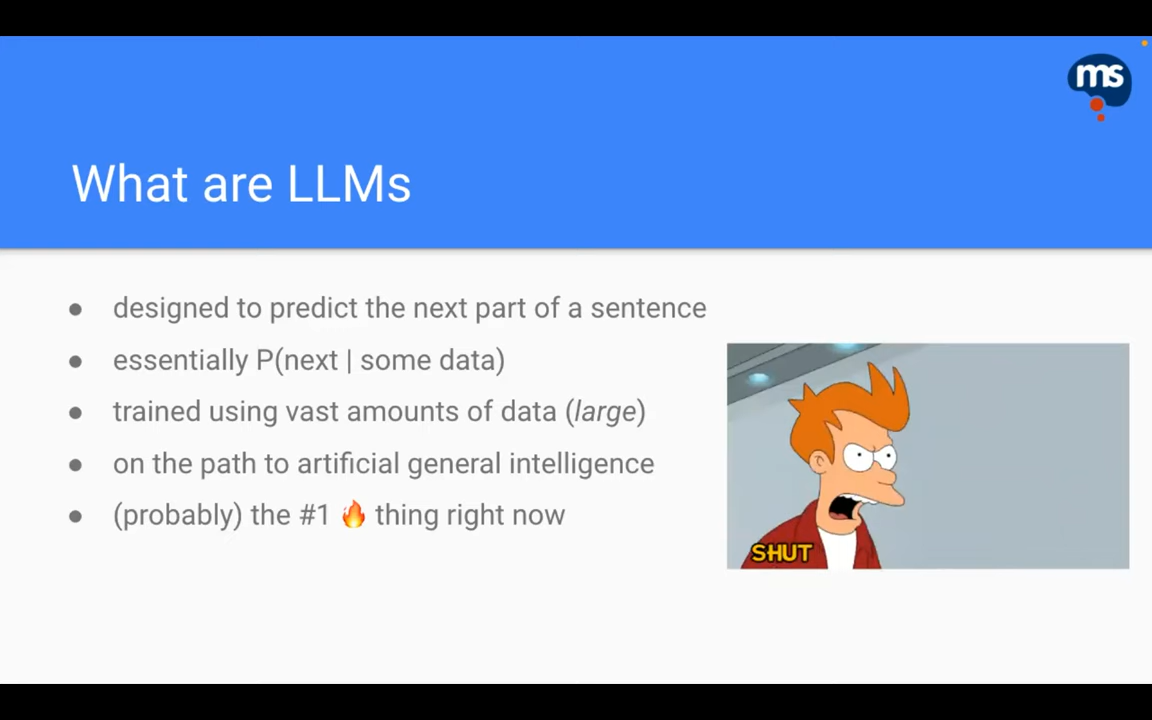 ms
What are LLMs
● designed to predict the next part of a sentence
● essentially P(next | some data)
● trained using vast amounts of data (large)
● on the path to artificial general intelligence
● (probably) the #1 🔥 thing right now
SHUT